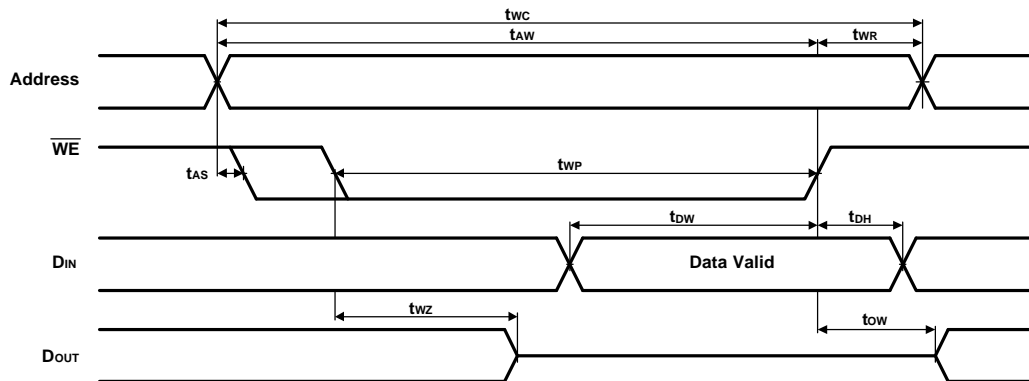 tWC
tAW tWR
Address
WE
tAS tWP
tDW tDH
DIN Data Valid
tWZ tOW
DOUT